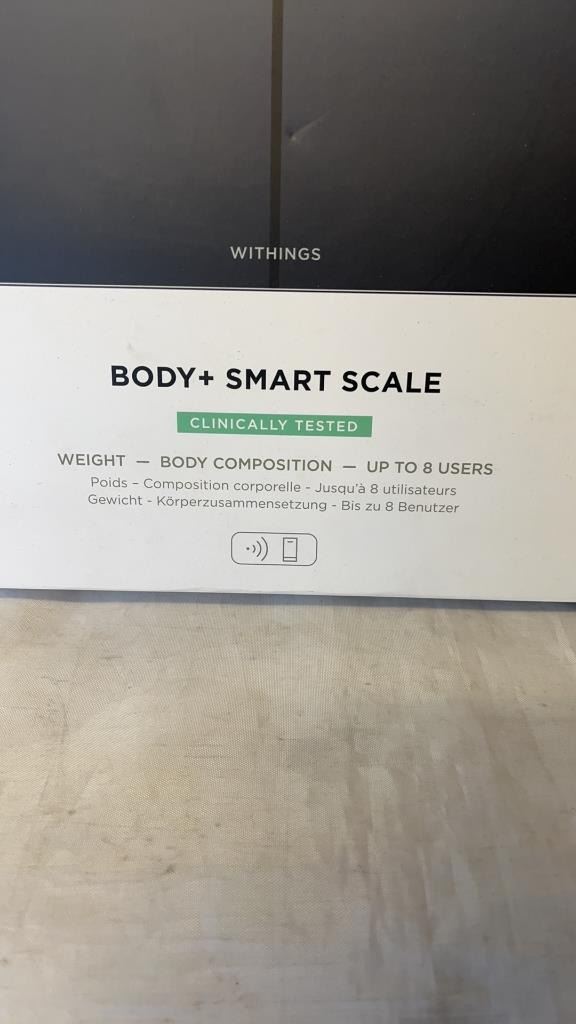 WITHINGS
BODY+ SMART SCALE
CLINICALLY TESTED
WEIGHT — BODY COMPOSITION — UP TO 8 USERS
Poids – Composition corporelle - Jusqu'à 8 utilisateurs
Gewicht - Körperzusammensetzung - Bis zu 8 Benutzer